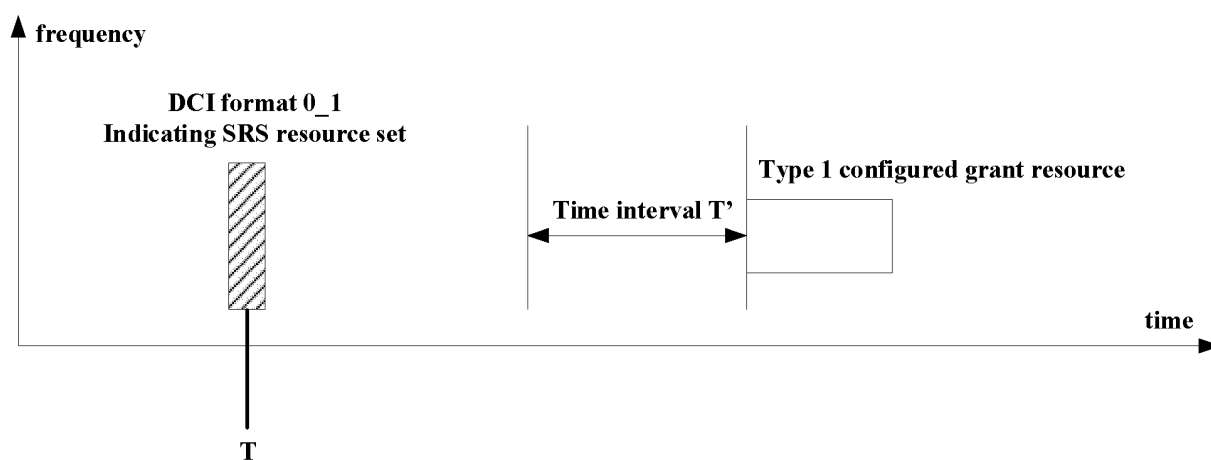 frequency
DCI format 0_1
Indicating SRS resource set
Type 1 configured grant resource
Time interval T’
time
T